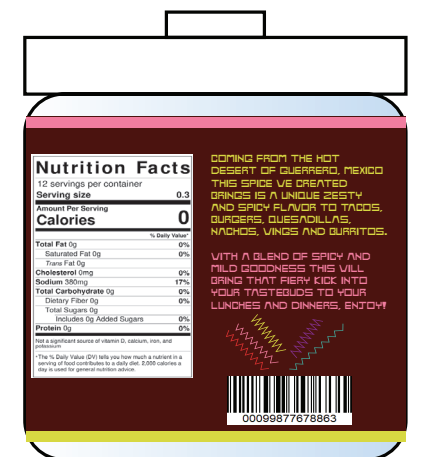 Nutrition Facts
12 servings per container
Serving size 0.3
Amount Per Serving
Calories 0
% Daily Value*
Total Fat 0g 0%
Saturated Fat 0g 0%
Trans Fat 0g
Cholesterol 0mg 0%
Sodium 380mg 17%
Total Carbohydrate 0g 0%
Dietary Fiber 0g 0%
Total Sugars 0g
Includes 0g Added Sugars 0%
Protein 0g 0%
Not a significant source of vitamin D, calcium, iron, and
potassium
*The % Daily Value (DV) tells you how much a nutrient in a
serving of food contributes to a daily diet. 2,000 calories a
day is used for general nutrition advice.
COMING FROM THE HOT
DESERT OF GUERRERO, MEXICO
THIS SPICE WE CREATED
BRINGS IS A UNIQUE ZESTY
AND SPICY FLAVOR TO TACOS,
BURGERS, QUESADILLAS,
NACHOS, WINGS AND BURRITOS.
WITH A BLEND OF SPICY AND
MILD GOODNESS THIS WILL
BRING THAT FIERY KICK INTO
YOUR TASTEBUDS TO YOUR
LUNCHES AND DINNERS, ENJOY!
00099877678863